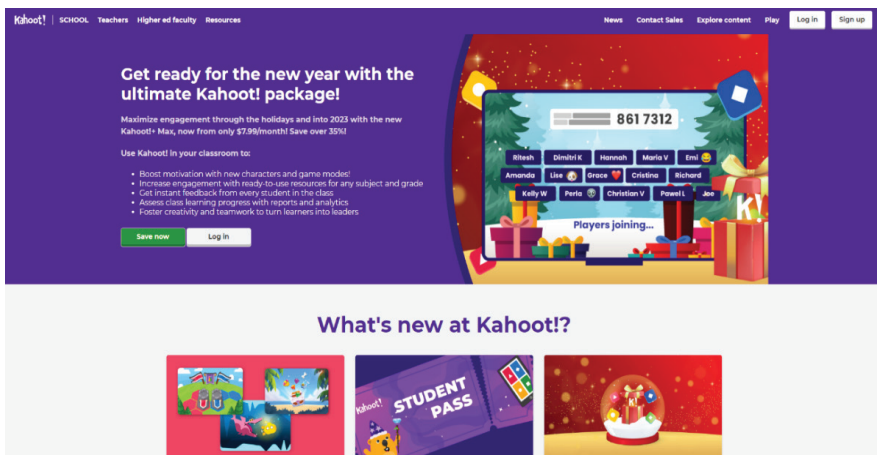 Kahoot! SCHOOL Teachers Higher ed faculty Resources News Contact Sales Explore content Play Log in Sign up
Get ready for the new year with the
ultimate Kahoot! package!
Maximize engagement through the holidays and into 2023 with the new
Kahoot!+ Max, now from only $7.99/month! Save over 35%!
Use Kahoot! in your classroom to:
• Boost motivation with new characters and game modes!
• Increase engagement with ready-to-use resources for any subject and grade
• Get instant feedback from every student in the class
• Assess class learning progress with reports and analytics
• Foster creativity and teamwork to turn learners into leaders
Save now Log in
861 7312
Ritesh Dimitri K Hannah Maria V Emi 😂
Amanda Lise Grace ❤️ Cristina Richard
Kelly W Perla 👽 Christian V Pawel L Joe
Players joining...
K!
What's new at Kahoot!?
Kahoot! STUDENT
PASS
K!